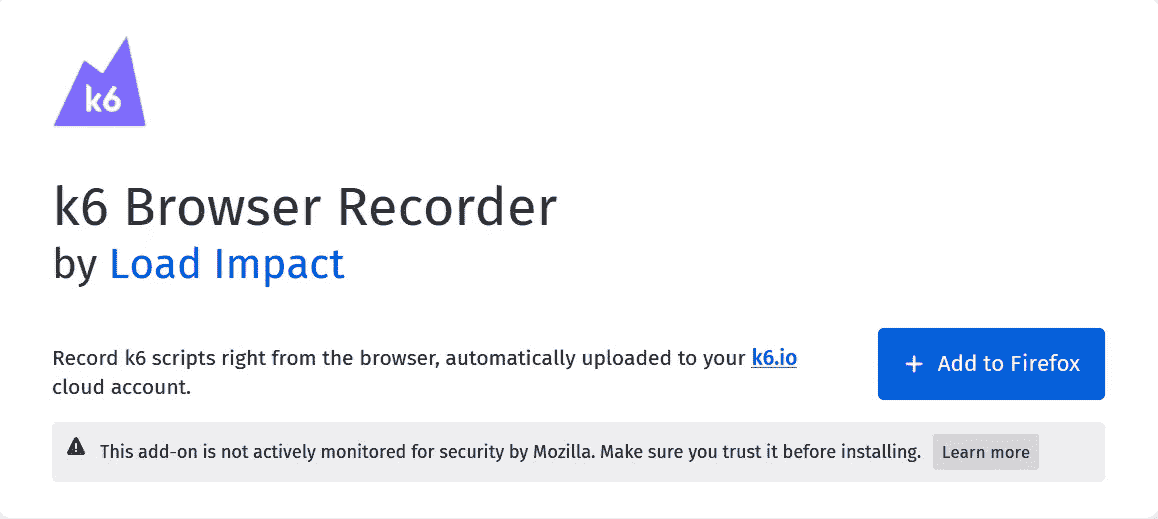 k6
k6 Browser Recorder
by Load Impact
Record k6 scripts right from the browser, automatically uploaded to your k6.io
cloud account.
+ Add to Firefox
This add-on is not actively monitored for security by Mozilla. Make sure you trust it before installing. Learn more